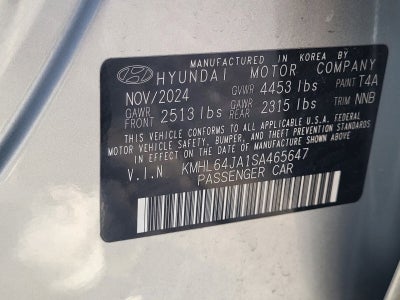 MANUFACTURED IN KOREA BY
HYUNDAI MOTOR COMPANY
NOV/2024 GVWR 4453 lbs PAINT T4A
GAWR FRONT 2513 lbs GAWR REAR 2315 lbs TRIM NNB
THIS VEHICLE CONFORMS TO ALL APPLICABLE U.S.A. FEDERAL
MOTOR VEHICLE SAFETY, BUMPER, AND THEFT PREVENTION
STANDARDS IN EFFECT ON THE DATE OF MANUFACTURE SHOWN ABOVE.
V.I.N. KMHL64JA1SA465647
PASSENGER CAR